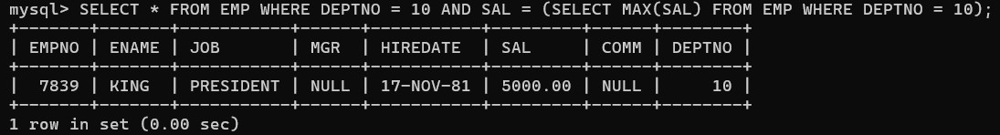 mysql> SELECT * FROM EMP WHERE DEPTNO = 10 AND SAL = (SELECT MAX(SAL) FROM EMP WHERE DEPTNO = 10);
+-------+-------+-----------+------+-----------+---------+------+--------+
| EMPNO | ENAME | JOB       | MGR  | HIREDATE  | SAL     | COMM | DEPTNO |
+-------+-------+-----------+------+-----------+---------+------+--------+
|  7839 | KING  | PRESIDENT | NULL | 17-NOV-81 | 5000.00 | NULL |     10 |
+-------+-------+-----------+------+-----------+---------+------+--------+
1 row in set (0.00 sec)